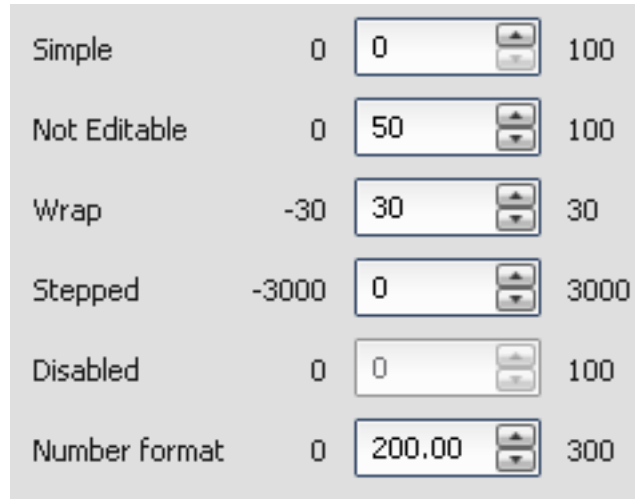 Simple 0 0 100
Not Editable 0 50 100
Wrap -30 30 30
Stepped -3000 0 3000
Disabled 0 0 100
Number format 0 200.00 300